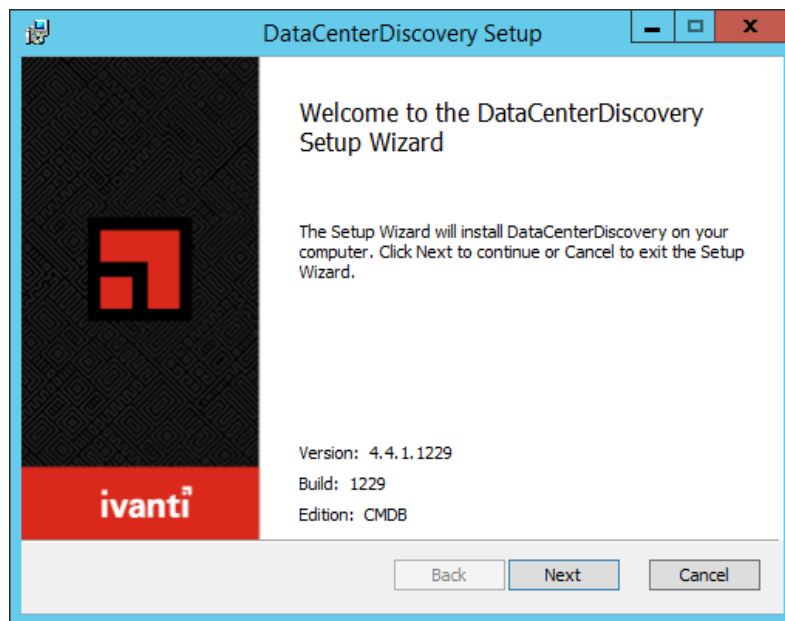 DataCenterDiscovery Setup
Welcome to the DataCenterDiscovery
Setup Wizard
The Setup Wizard will install DataCenterDiscovery on your
computer. Click Next to continue or Cancel to exit the Setup
Wizard.
Version: 4.4.1.1229
Build: 1229
Edition: CMDB
ivanti
Back Next Cancel